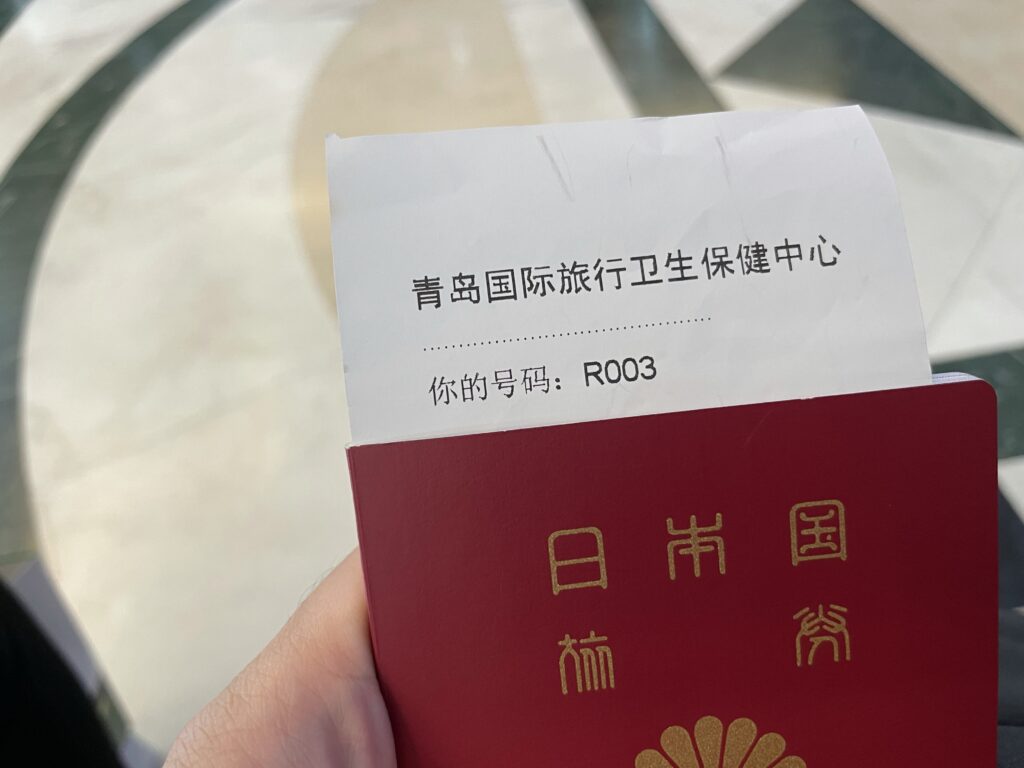 青岛国际旅行卫生保健中心
你的号码：R003
日本国
旅券